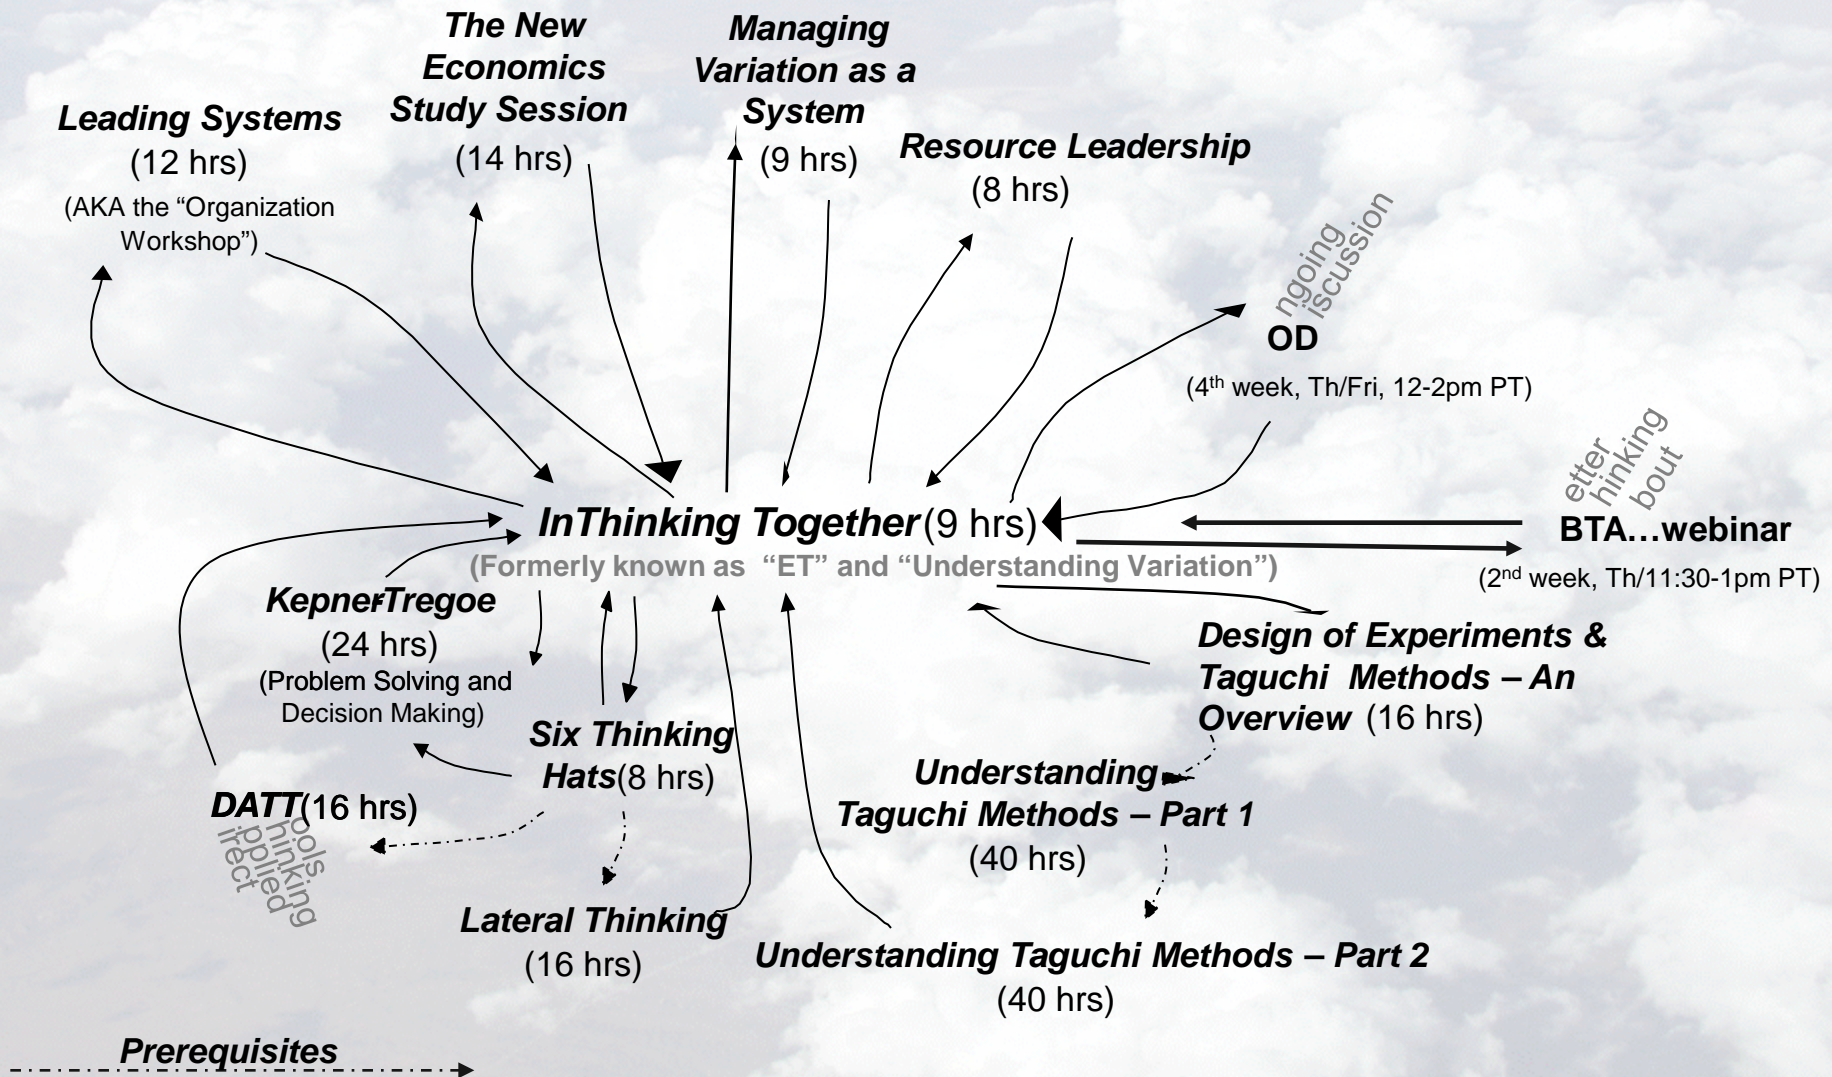 The New
Economics
Study Session
(14 hrs)
Managing
Variation as a
System
(9 hrs)
Leading Systems
(12 hrs)
(AKA the “Organization
Workshop”)
Resource Leadership
(8 hrs)
ngoing
iscussion
OD
(4th week, Th/Fri, 12-2pm PT)
etter
hinking
bout
BTA…webinar
(2nd week, Th/11:30-1pm PT)
InThinking Together(9 hrs)
(Formerly known as “ET” and “Understanding Variation”)
Kepner-Tregoe
(24 hrs)
(Problem Solving and
Decision Making)
Six Thinking
Hats(8 hrs)
DATT(16 hrs)
irect
pplied
hinking
ools
Lateral Thinking
(16 hrs)
Design of Experiments &
Taguchi Methods – An
Overview (16 hrs)
Understanding
Taguchi Methods – Part 1
(40 hrs)
Understanding Taguchi Methods – Part 2
(40 hrs)
Prerequisites